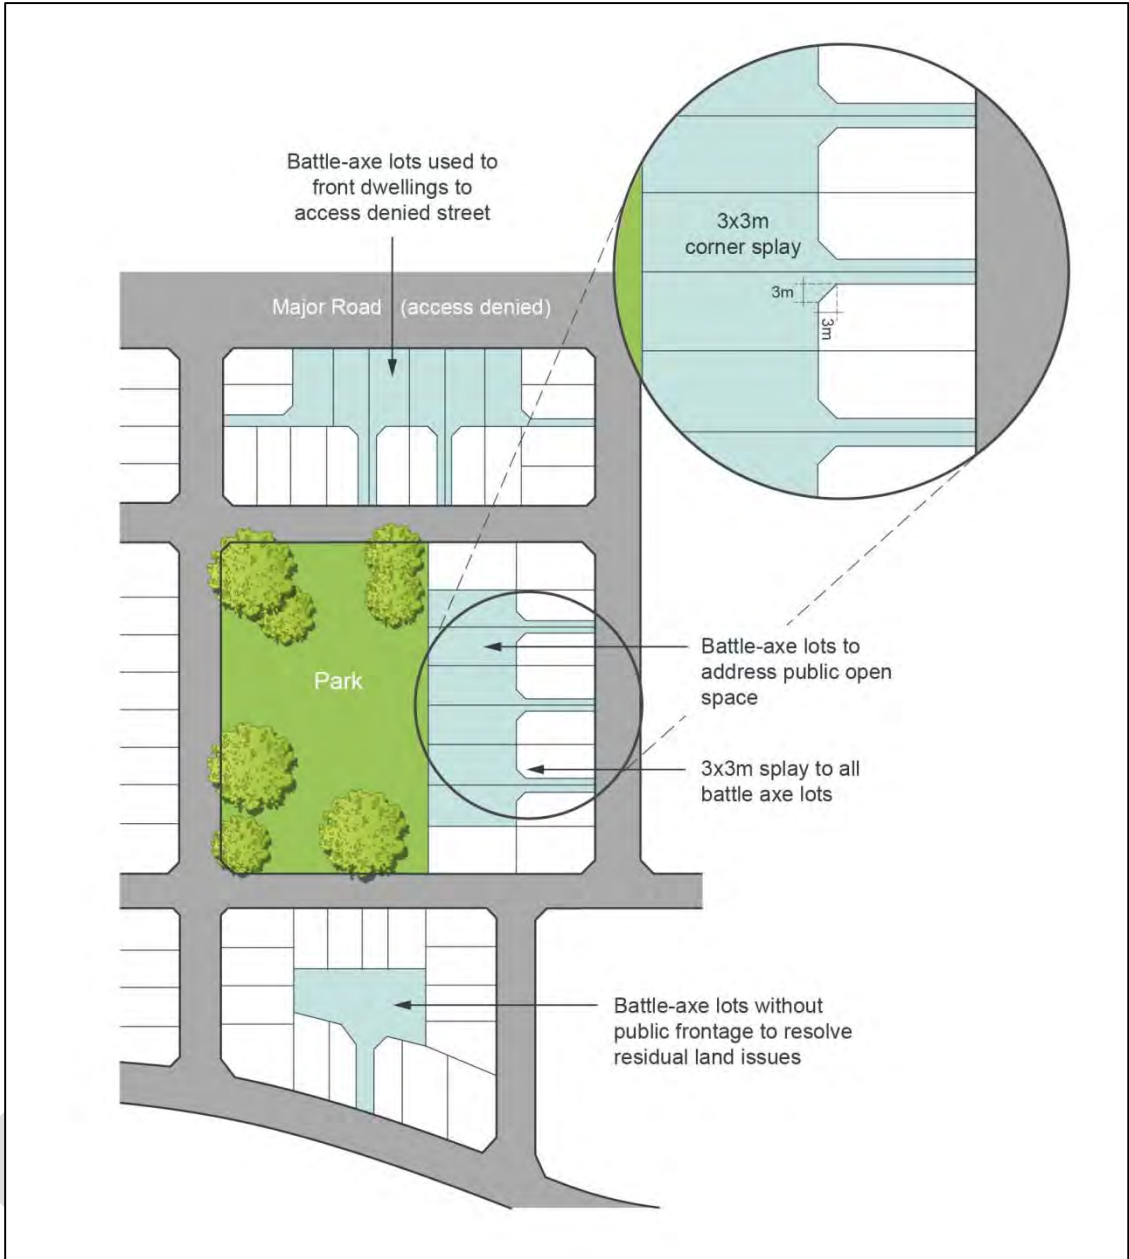 Battle-axe lots used to
front dwellings to
access denied street
3x3m
corner splay
3m
3m
Major Road (access denied)
Park
Battle-axe lots to
address public open
space
3x3m splay to all
battle axe lots
Battle-axe lots without
public frontage to resolve
residual land issues